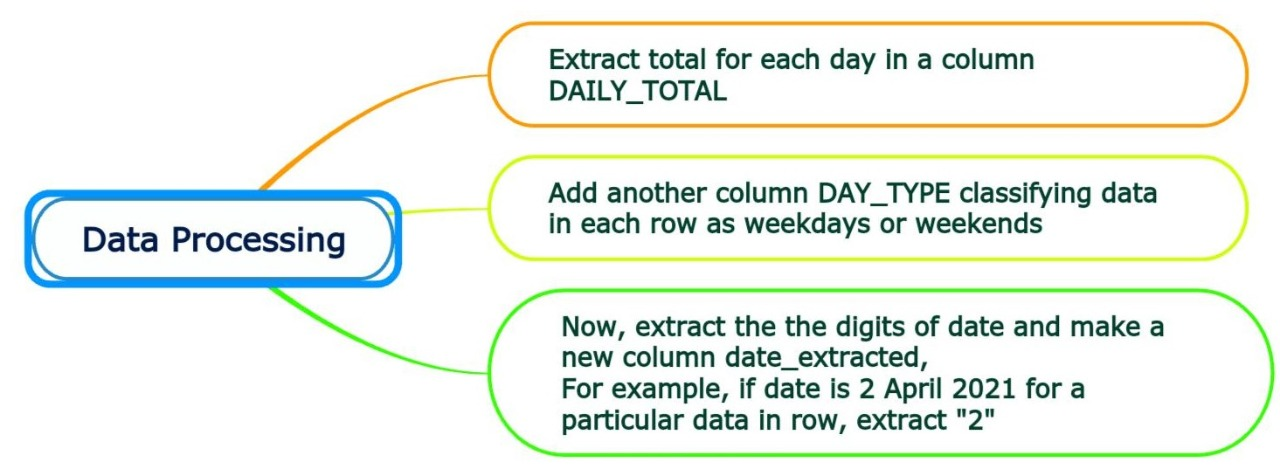 Data Processing
Extract total for each day in a column
DAILY_TOTAL
Add another column DAY_TYPE classifying data
in each row as weekdays or weekends
Now, extract the the digits of date and make a
new column date_extracted,
For example, if date is 2 April 2021 for a
particular data in row, extract "2"